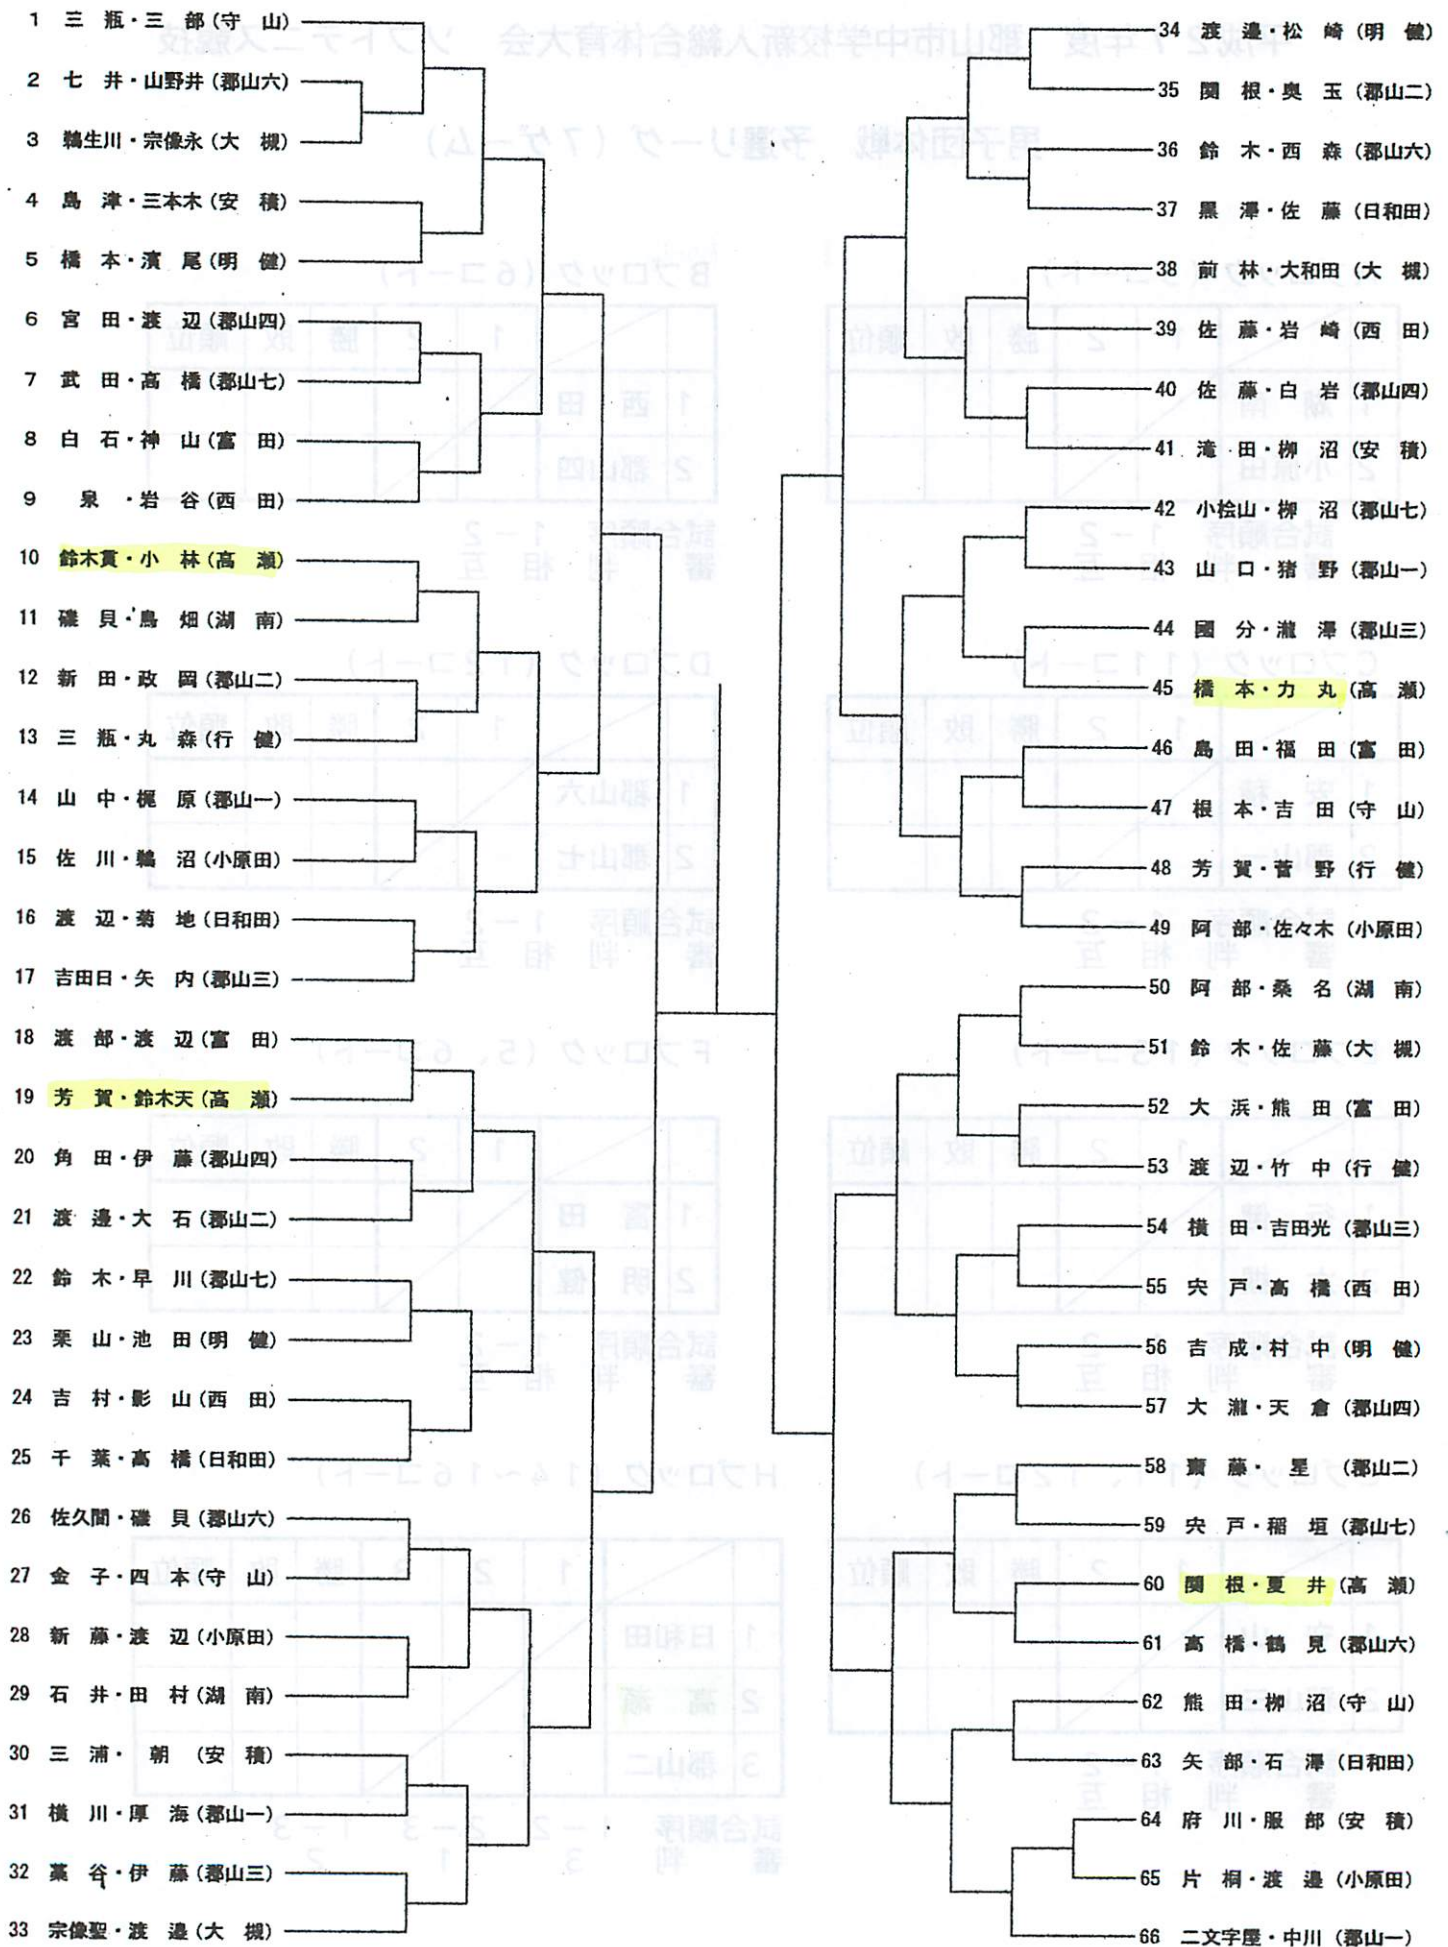 1 三 瓶・三 部(守 山)
2 七 井・山野井(郡山六)
3 鵜生川・宗像永(大 槻)
4 島 津・三本木(安 積)
5 橋 本・濱 尾(明 健)
6 宮 田・渡 辺(郡山四)
7 武 田・高 橋(郡山七)
8 白 石・神 山(富 田)
9 泉 ・岩 谷(西 田)
10 鈴木貫・小 林(高 瀬)
11 磯 貝・鳥 畑(湖 南)
12 新 田・政 岡(郡山二)
13 三 瓶・丸 森(行 健)
14 山 中・梶 原(郡山一)
15 佐 川・鵜 沼(小原田)
16 渡 辺・菊 地(日和田)
17 吉田日・矢 内(郡山三)
18 渡 部・渡 辺(富 田)
19 芳 賀・鈴木天(高 瀬)
20 角 田・伊 藤(郡山四)
21 渡 邉・大 石(郡山二)
22 鈴 木・早 川(郡山七)
23 栗 山・池 田(明 健)
24 吉 村・影 山(西 田)
25 千 葉・高 橋(日和田)
26 佐久間・磯 貝(郡山六)
27 金 子・四 本(守 山)
28 新 藤・渡 辺(小原田)
29 石 井・田 村(湖 南)
30 三 浦・ 朝 (安 積)
31 横 川・厚 海(郡山一)
32 藁 谷・伊 藤(郡山三)
33 宗像聖・渡 邉(大 槻)
34 渡 邉・松 崎(明 健)
35 関 根・奥 玉(郡山二)
36 鈴 木・西 森(郡山六)
37 黒 澤・佐 藤(日和田)
38 前 林・大和田(大 槻)
39 佐 藤・岩 崎(西 田)
40 佐 藤・白 岩(郡山四)
41 滝 田・栁 沼(安 積)
42 小桧山・栁 沼(郡山七)
43 山 口・猪 野(郡山一)
44 國 分・瀧 澤(郡山三)
45 橋 本・力 丸(高 瀬)
46 島 田・福 田(富 田)
47 根 本・吉 田(守 山)
48 芳 賀・菅 野(行 健)
49 阿 部・佐々木(小原田)
50 阿 部・桑 名(湖 南)
51 鈴 木・佐 藤(大 槻)
52 大 浜・熊 田(富 田)
53 渡 辺・竹 中(行 健)
54 横 田・吉田光(郡山三)
55 宍 戸・高 橋(西 田)
56 吉 成・村 中(明 健)
57 大 瀧・天 倉(郡山四)
58 齋 藤・ 星 (郡山二)
59 宍 戸・稲 垣(郡山七)
60 関 根・夏 井(高 瀬)
61 高 橋・鶴 見(郡山六)
62 熊 田・栁 沼(守 山)
63 矢 部・石 澤(日和田)
64 府 川・服 部(安 積)
65 片 桐・渡 邉(小原田)
66 二文字屋・中川(郡山一)